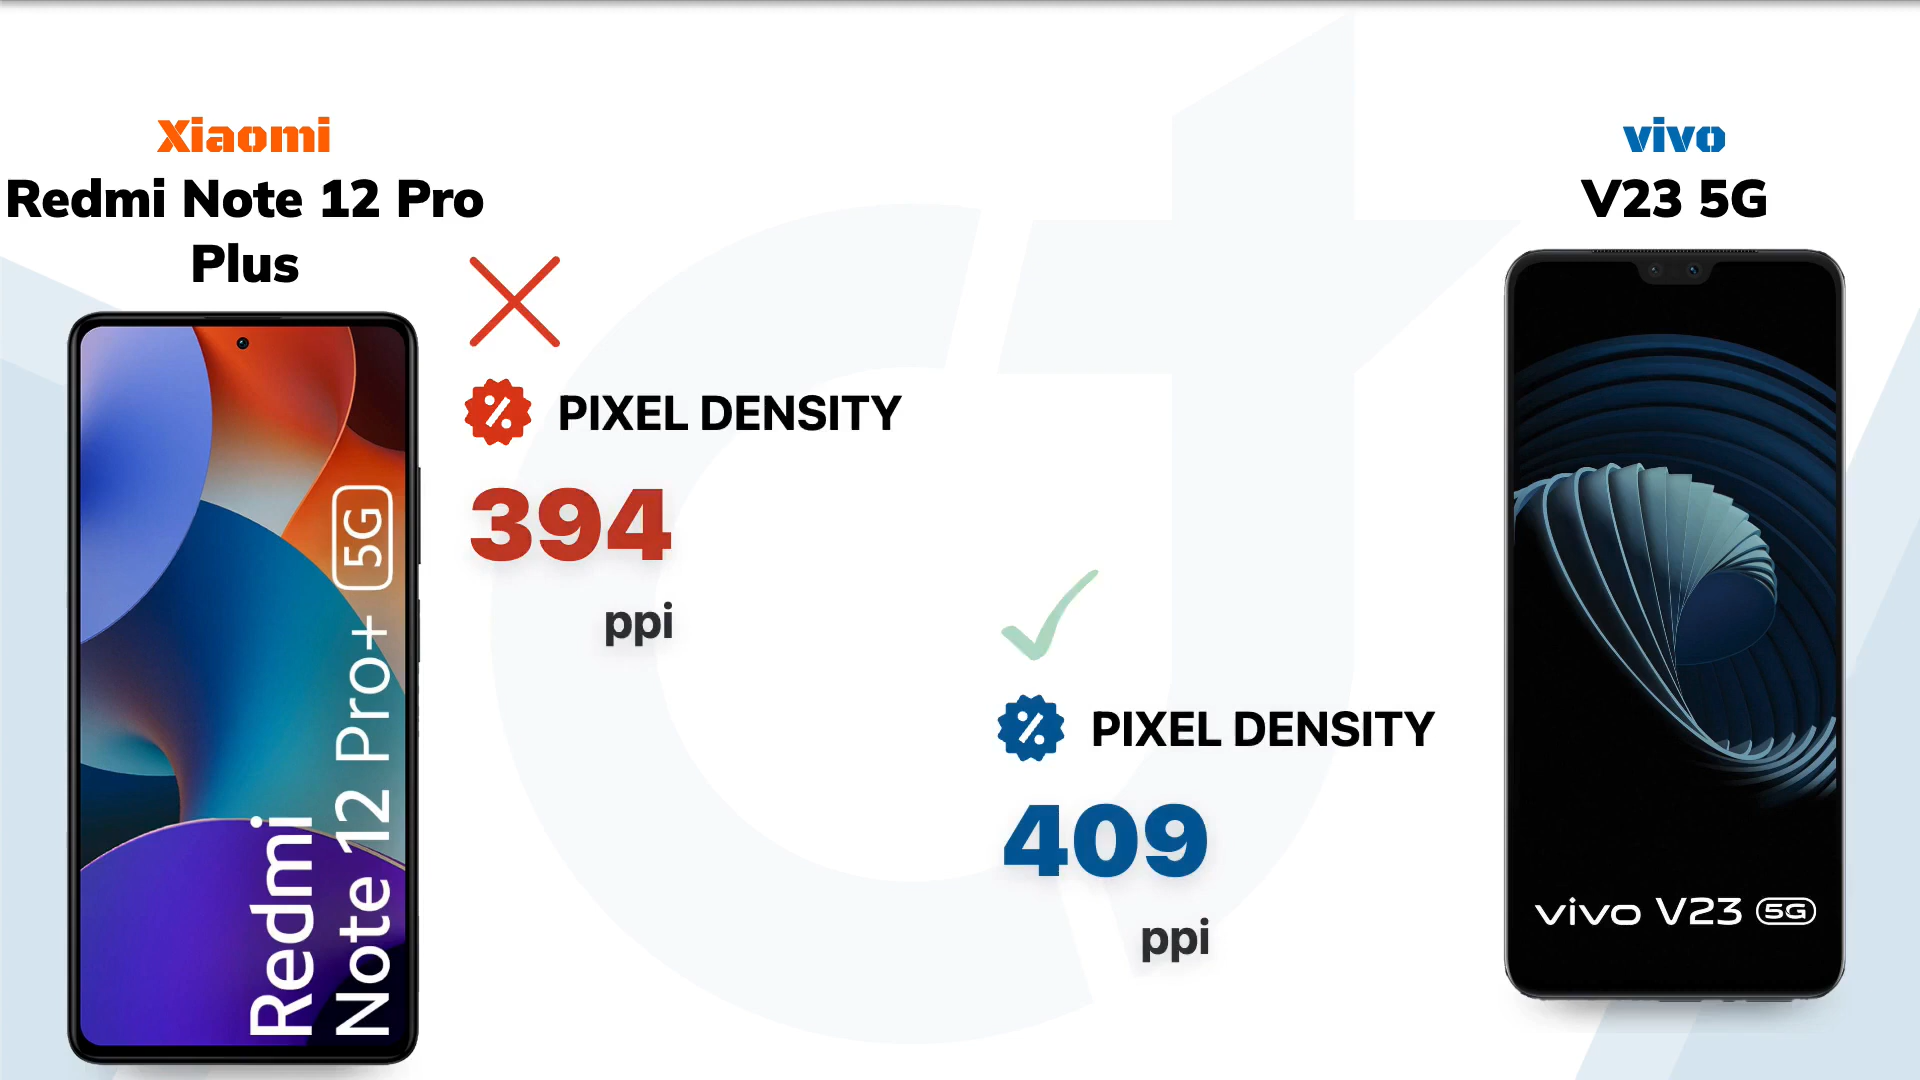 Xiaomi
Redmi Note 12 Pro
Plus
PIXEL DENSITY
394
ppi
Redmi
Note 12 Pro+ 5G
vivo
V23 5G
PIXEL DENSITY
409
ppi
vivo V23 5G